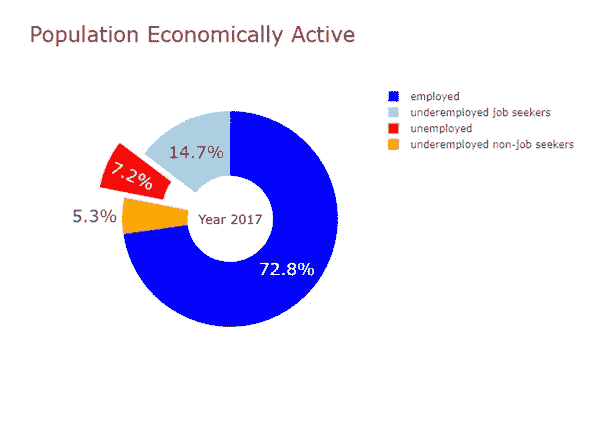 Population Economically Active
employed
underemployed job seekers
unemployed
underemployed non-job seekers
14.7%
7.2%
5.3%
Year 2017
72.8%